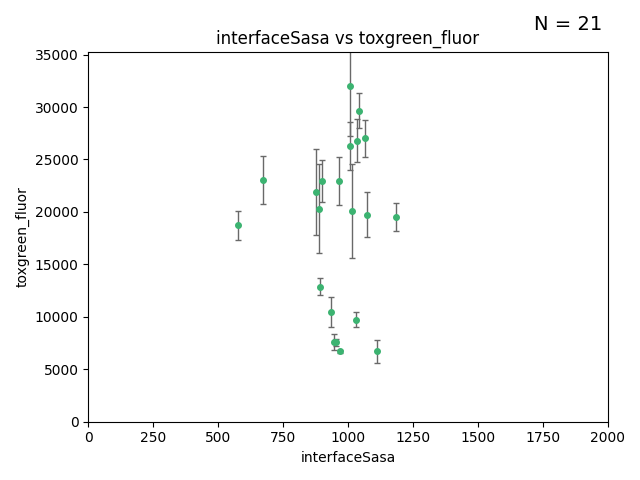 N = 21
interfaceSasa vs toxgreen_fluor
toxgreen_fluor
35000
30000
25000
20000
15000
10000
5000
0
0 250 500 750 1000 1250 1500 1750 2000
interfaceSasa